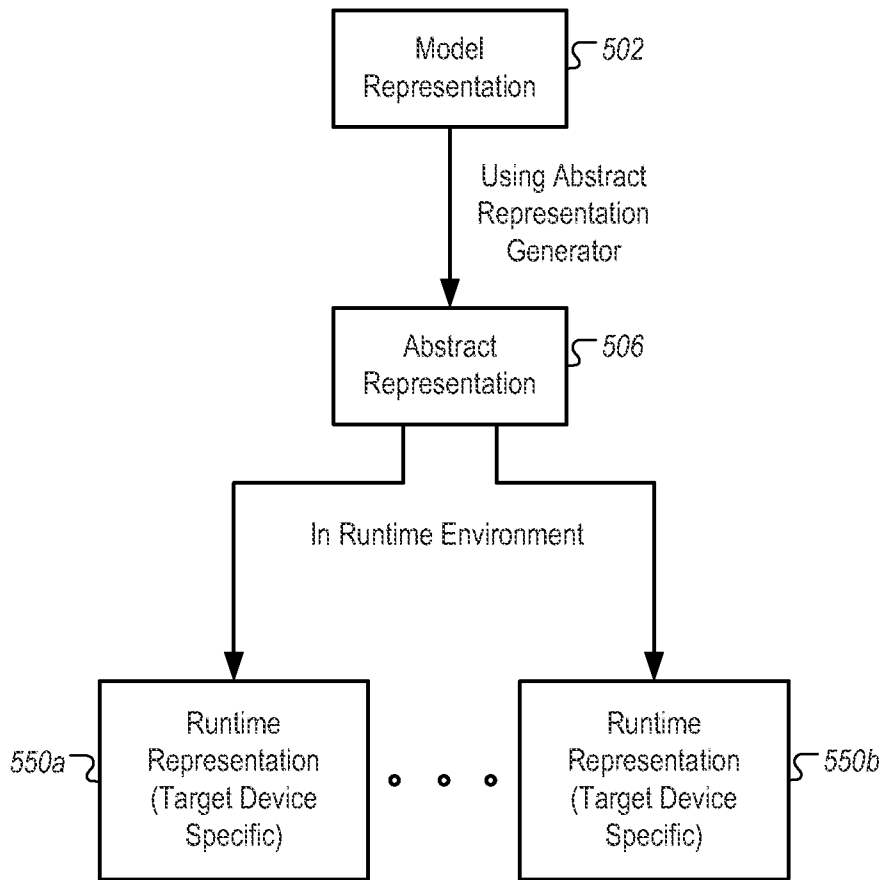 Model
Representation
502
Using Abstract
Representation
Generator
Abstract
Representation
506
In Runtime Environment
550a
Runtime
Representation
(Target Device
Specific)
Runtime
Representation
(Target Device
Specific)
550b